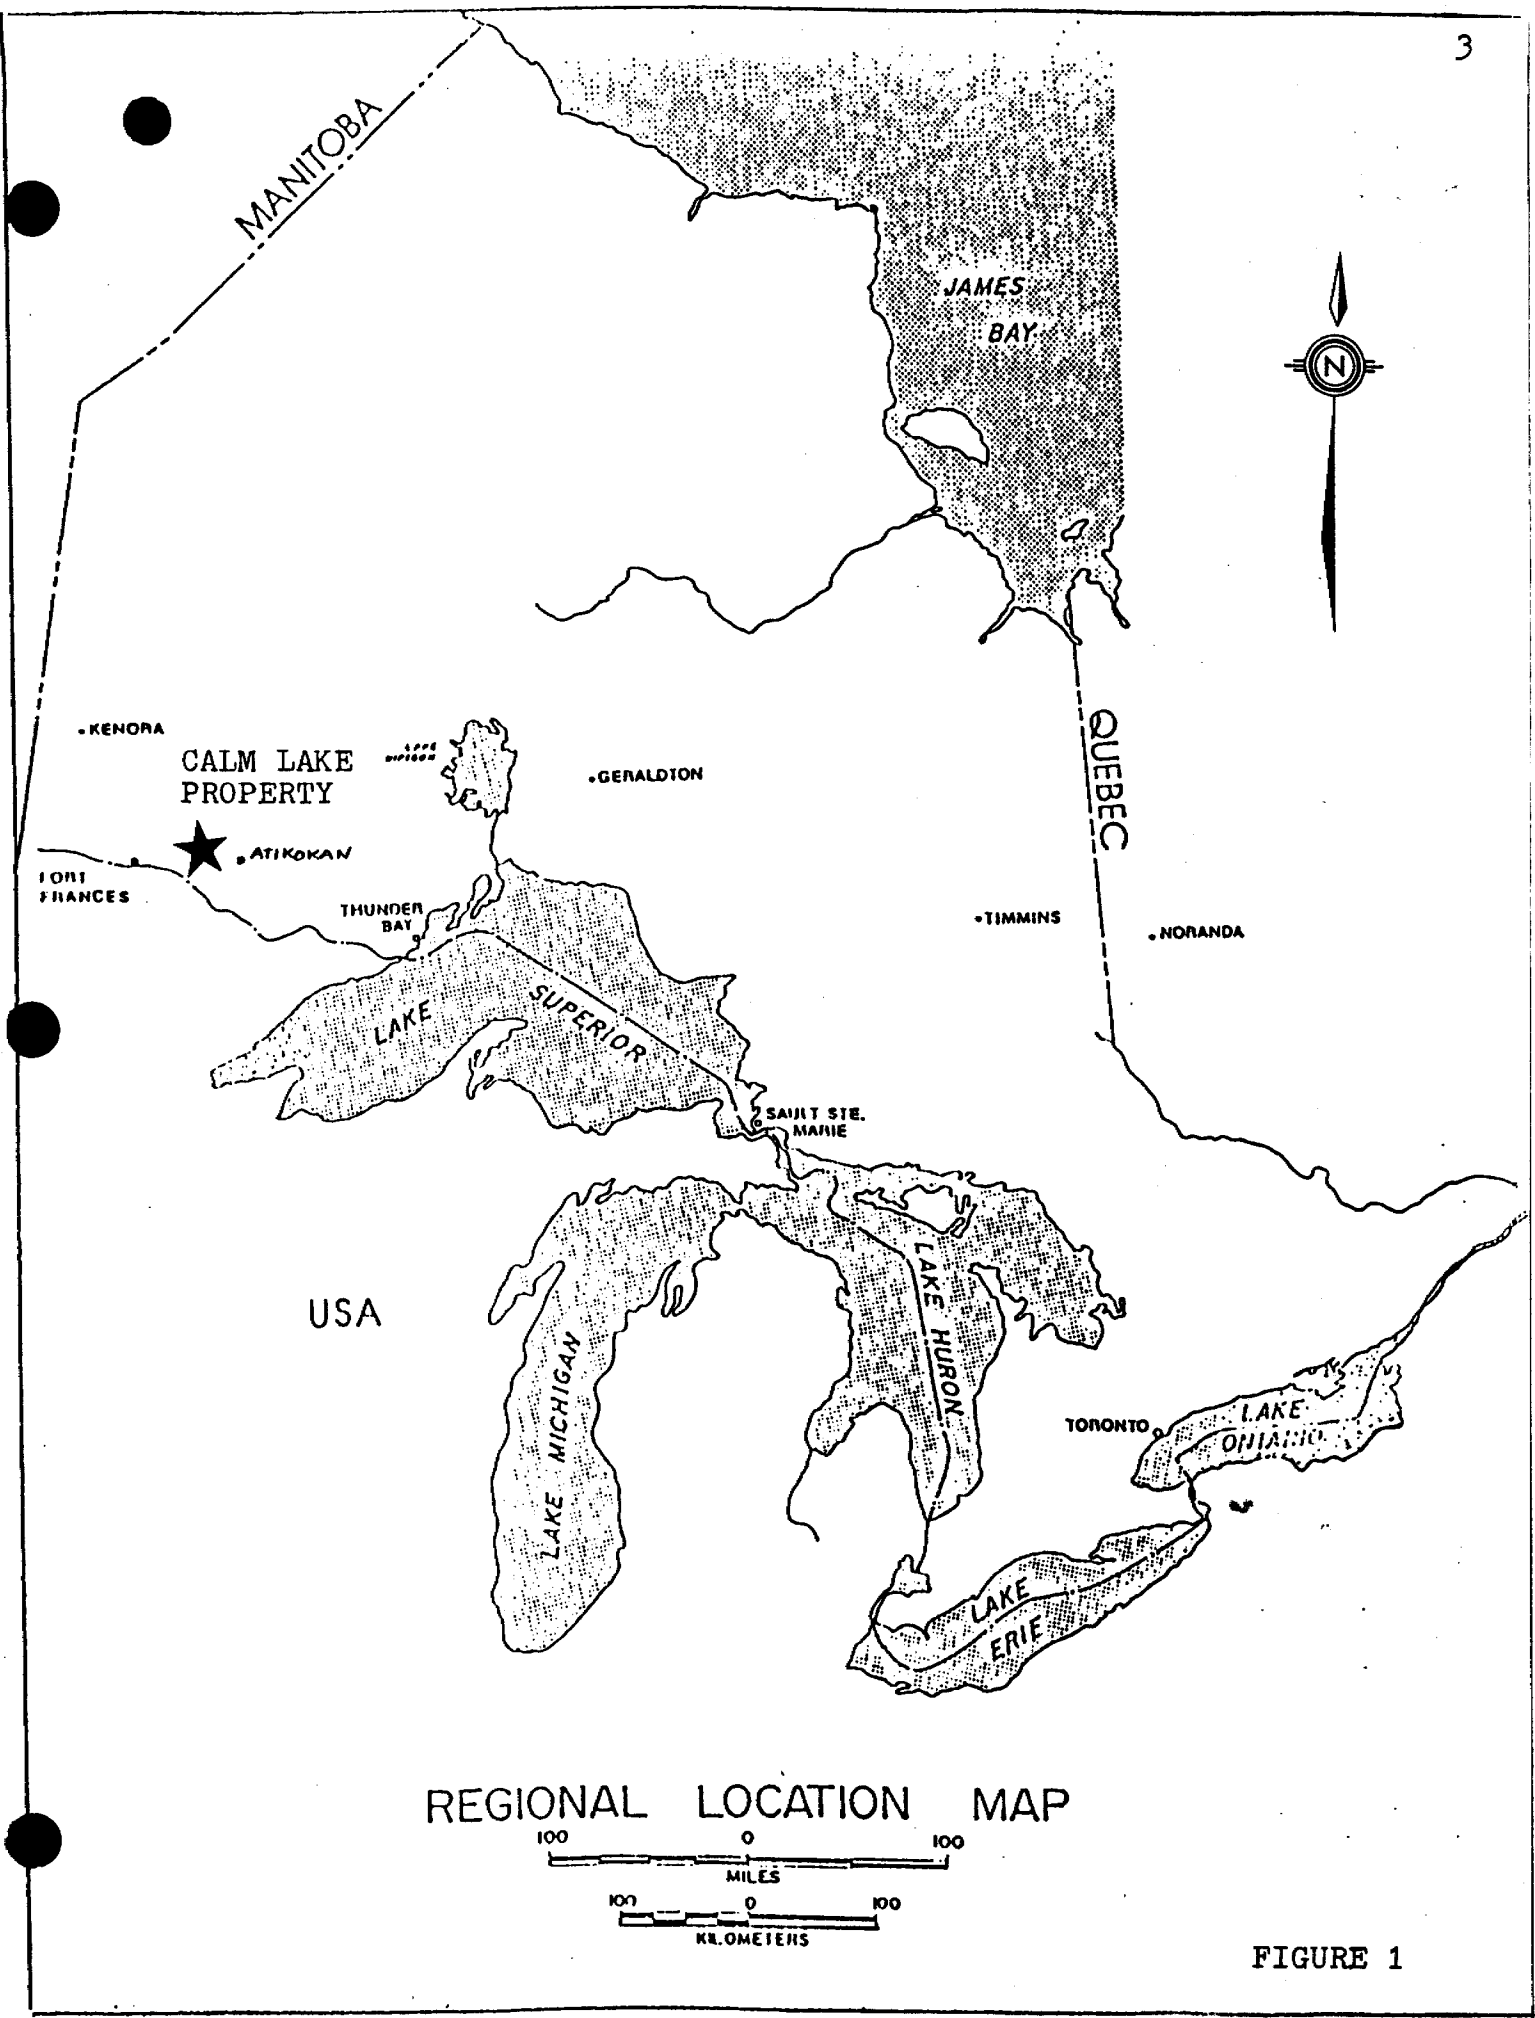 3
MANITOBA
JAMES
BAY
N
KENORA
CALM LAKE
PROPERTY
GERALDTON
QUEBEC
ATIKOKAN
FRANCES
THUNDER
BAY
TIMMINS
NORANDA
LAKE
SUPERIOR
SAULT STE.
MARIE
USA
LAKE MICHIGAN
LAKE HURON
TORONTO
LAKE
ONTARIO
LAKE
ERIE
REGIONAL LOCATION MAP
100 0 100
MILES
100 0 100
KILOMETERS
FIGURE 1